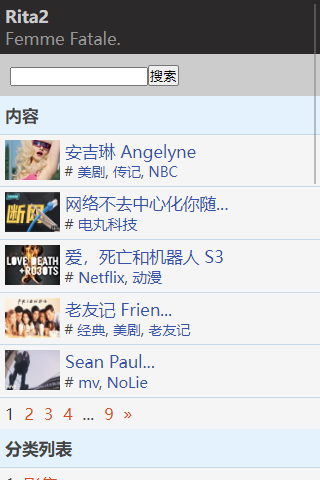 Rita2
Femme Fatale.
搜索
内容
安吉琳 Angelyne
# 美剧, 传记, NBC
断网
网络不去中心化你随...
# 电丸科技
LOVE DEATH
+ROBOTS
爱，死亡和机器人 S3
# Netflix, 动漫
FRIENDS
老友记 Frien...
# 经典, 美剧, 老友记
Sean Paul...
# mv, NoLie
1 2 3 4 ... 9 »
分类列表